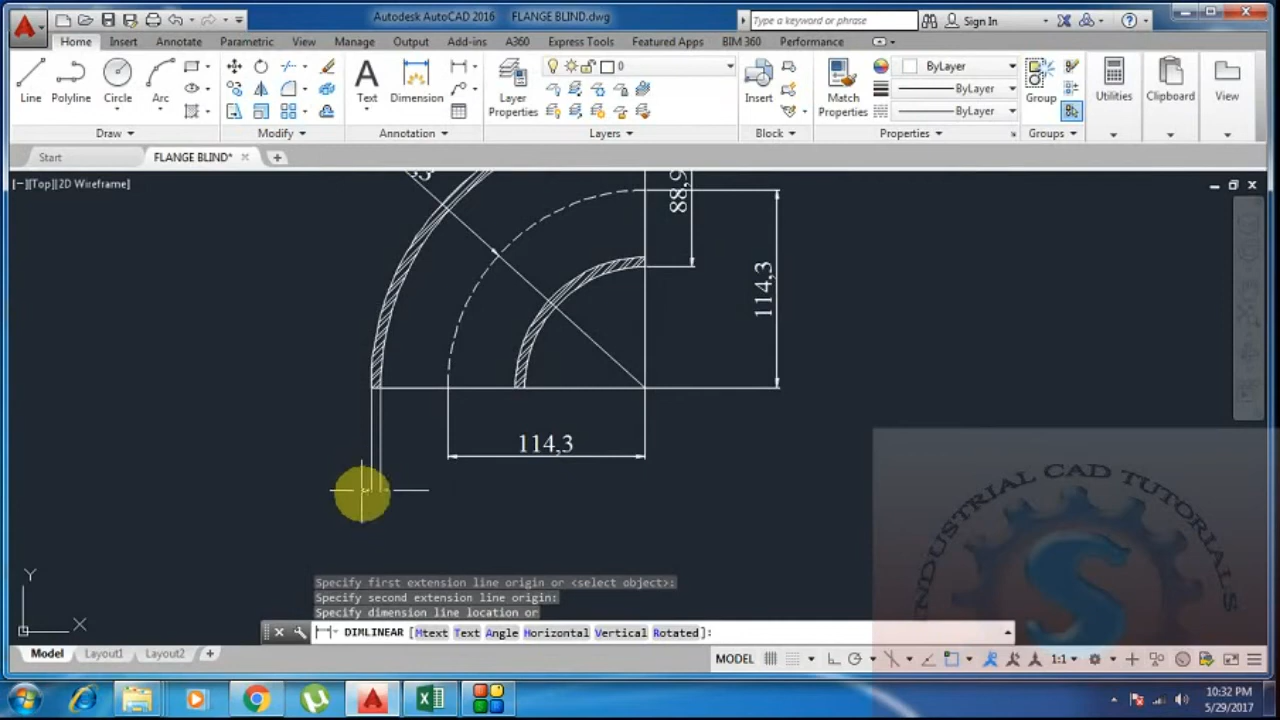 Autodesk AutoCAD 2016 FLANGE BLIND.dwg
Type a keyword or phrase
Sign In
Home Insert Annotate Parametric View Manage Output Add-ins A360 Express Tools Featured Apps BIM 360 Performance
Line Polyline Circle Arc
Text Dimension
Layer Properties
0
Insert
Match Properties
ByLayer
ByLayer
ByLayer
Group
Utilities
Clipboard
View
Draw Modify Annotation Layers Block Properties Groups
Start FLANGE BLIND*
[−][Top][2D Wireframe]
88,9
114,3
114,3
INDUSTRIAL CAD TUTORIALS
S
Y
X
Specify first extension line origin or <select object>:
Specify second extension line origin:
Specify dimension line location or
DIMLINEAR [Mtext Text Angle Horizontal Vertical Rotated]:
Model Layout1 Layout2
MODEL
1:1
10:32 PM
5/29/2017